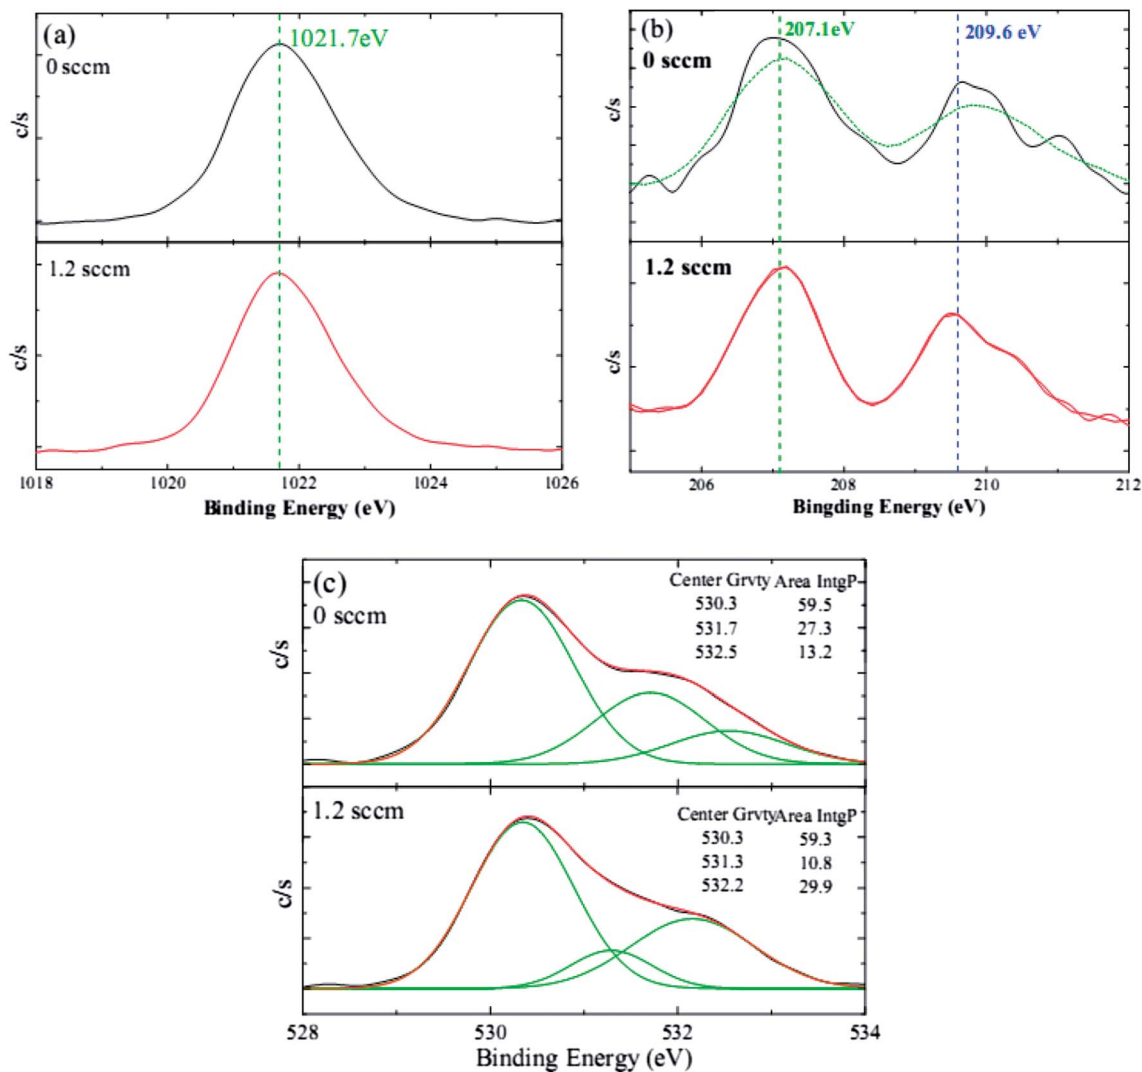 (a)
1021.7eV
0 sccm
c/s
1.2 sccm
c/s
1018 1020 1022 1024 1026
Binding Energy (eV)
(b)
207.1eV
209.6 eV
0 sccm
c/s
1.2 sccm
c/s
206 208 210 212
Bingding Energy (eV)
(c)
0 sccm
Center Grvty Area IntgP
530.3 59.5
531.7 27.3
532.5 13.2
c/s
1.2 sccm
Center Grvty Area IntgP
530.3 59.3
531.3 10.8
532.2 29.9
c/s
528 530 532 534
Binding Energy (eV)